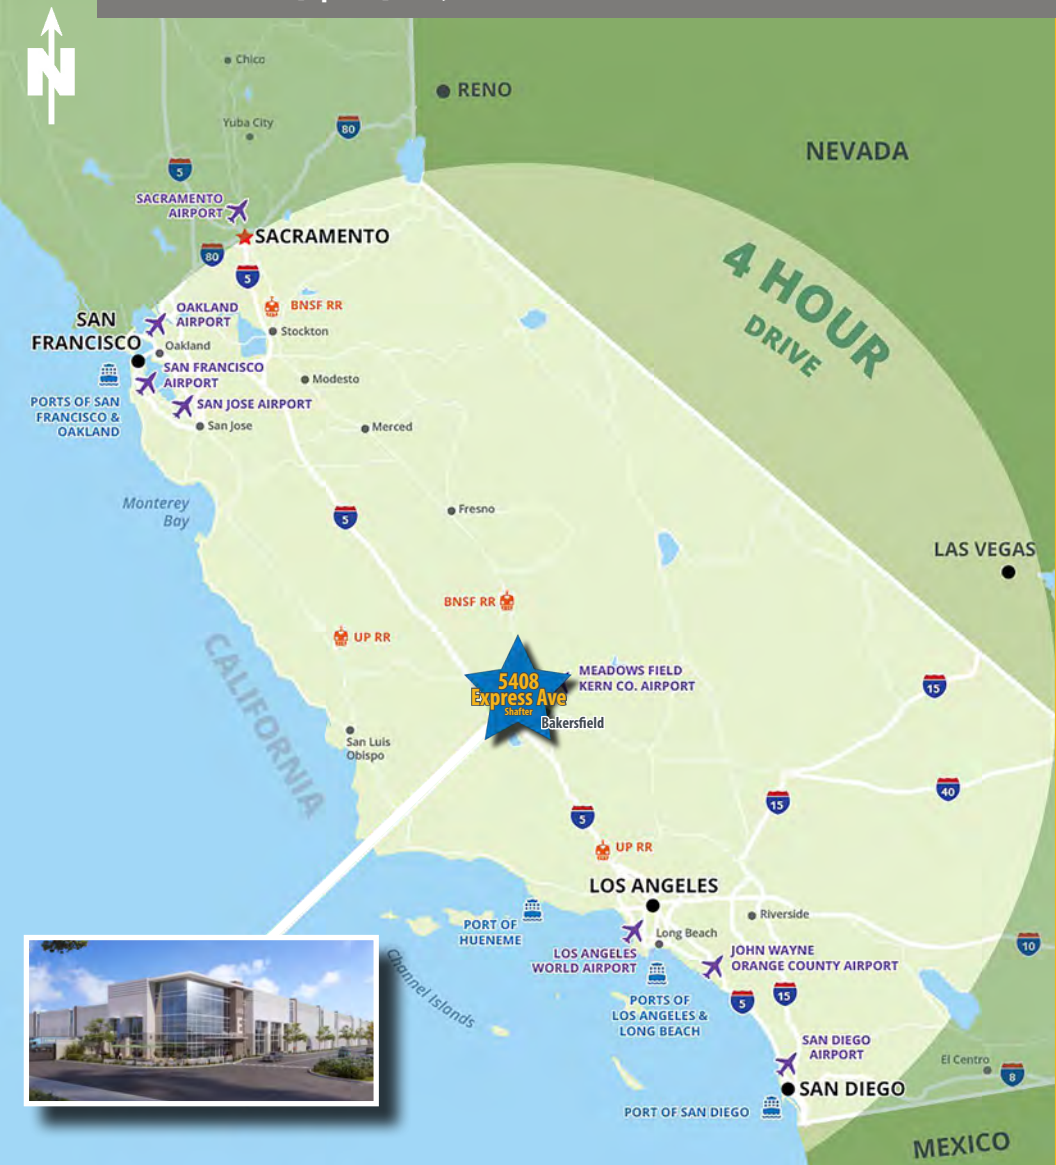 N
Chico
RENO
Yuba City
80
NEVADA
5
SACRAMENTO
AIRPORT
SACRAMENTO
80
5
4 HOUR
DRIVE
BNSF RR
OAKLAND
AIRPORT
SAN
FRANCISCO
Stockton
Oakland
SAN FRANCISCO
AIRPORT
Modesto
PORTS OF SAN
FRANCISCO &
OAKLAND
SAN JOSE AIRPORT
San Jose
Merced
Monterey
Bay
5
Fresno
LAS VEGAS
BNSF RR
UP RR
CALIFORNIA
5408
Express Ave
Shafter
MEADOWS FIELD
KERN CO. AIRPORT
Bakersfield
15
San Luis
Obispo
40
15
5
UP RR
LOS ANGELES
PORT OF
HUENEME
Riverside
Long Beach
10
LOS ANGELES
WORLD AIRPORT
JOHN WAYNE
ORANGE COUNTY AIRPORT
Channel Islands
PORTS OF
LOS ANGELES &
LONG BEACH
5
15
SAN DIEGO
AIRPORT
El Centro
8
SAN DIEGO
PORT OF SAN DIEGO
MEXICO